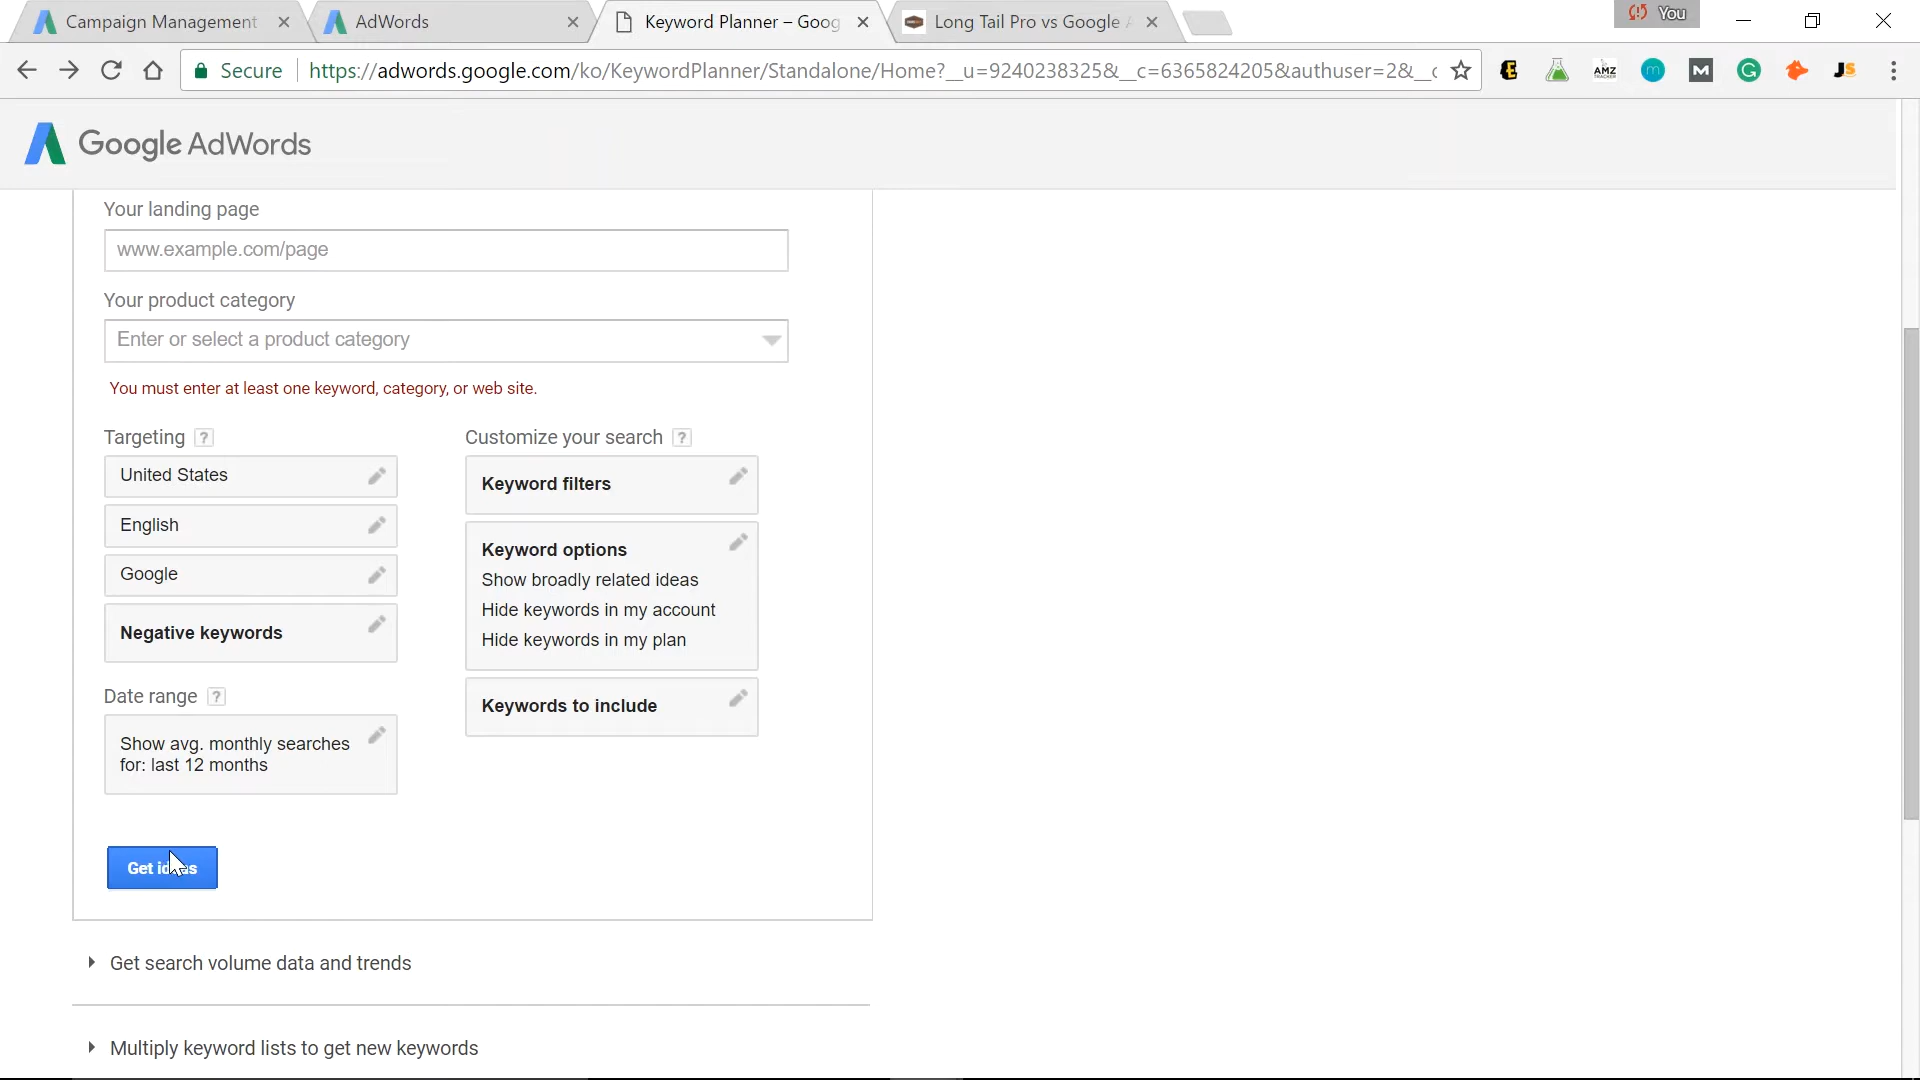 Campaign Management
AdWords
Keyword Planner – Goog
Long Tail Pro vs Google A
You
Secure
https://adwords.google.com/ko/KeywordPlanner/Standalone/Home?__u=9240238325&__c=6365824205&authuser=2&__c
AMZ
TRACKER
m
M
G
JS
Google AdWords
Your landing page
www.example.com/page
Your product category
Enter or select a product category
You must enter at least one keyword, category, or web site.
Targeting ?
Customize your search ?
United States
Keyword filters
English
Keyword options
Show broadly related ideas
Google
Hide keywords in my account
Negative keywords
Hide keywords in my plan
Date range ?
Keywords to include
Show avg. monthly searches
for: last 12 months
Get ideas
Get search volume data and trends
Multiply keyword lists to get new keywords